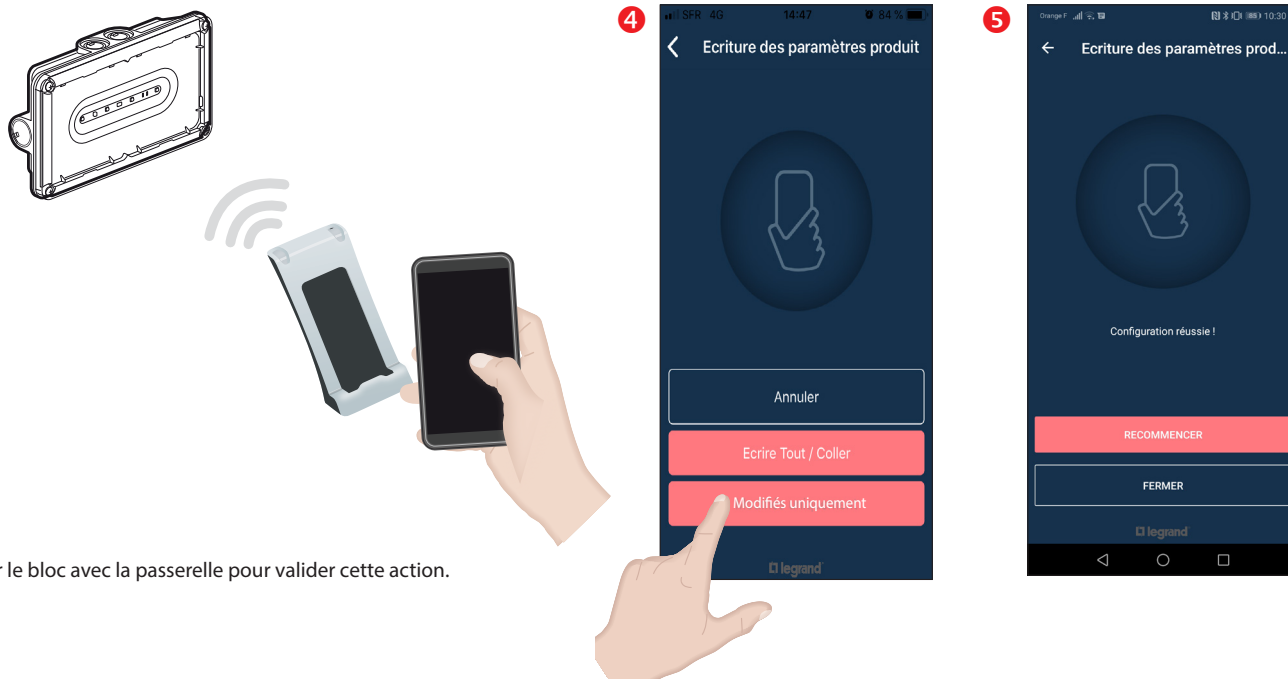 4
SFR 4G 14:47 84 %
Ecriture des paramètres produit
Annuler
Ecrire Tout / Coller
Modifiés uniquement
legrand
5
Orange F 85 10:30
Ecriture des paramètres prod...
Configuration réussie !
RECOMMENCER
FERMER
legrand
le bloc avec la passerelle pour valider cette action.